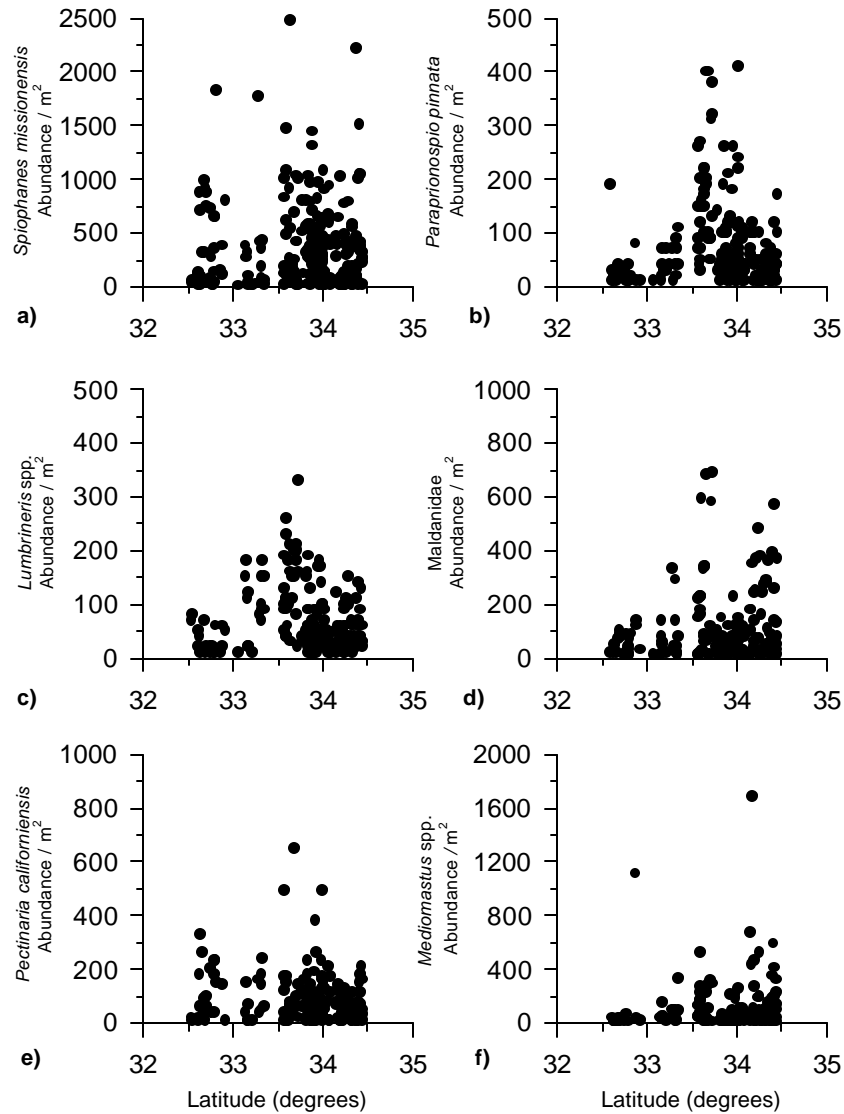 Spiophanes missionensis
Abundance / m²
2500
2000
1500
1000
500
0
32 33 34 35
a)
Paraprionospio pinnata
Abundance / m²
500
400
300
200
100
0
32 33 34 35
b)
Lumbrineris spp.
Abundance / m²
500
400
300
200
100
0
32 33 34 35
c)
Maldanidae
Abundance / m²
1000
800
600
400
200
0
32 33 34 35
d)
Pectinaria californiensis
Abundance / m²
1000
800
600
400
200
0
32 33 34 35
e)
Latitude (degrees)
Mediomastus spp.
Abundance / m²
2000
1600
1200
800
400
0
32 33 34 35
f)
Latitude (degrees)